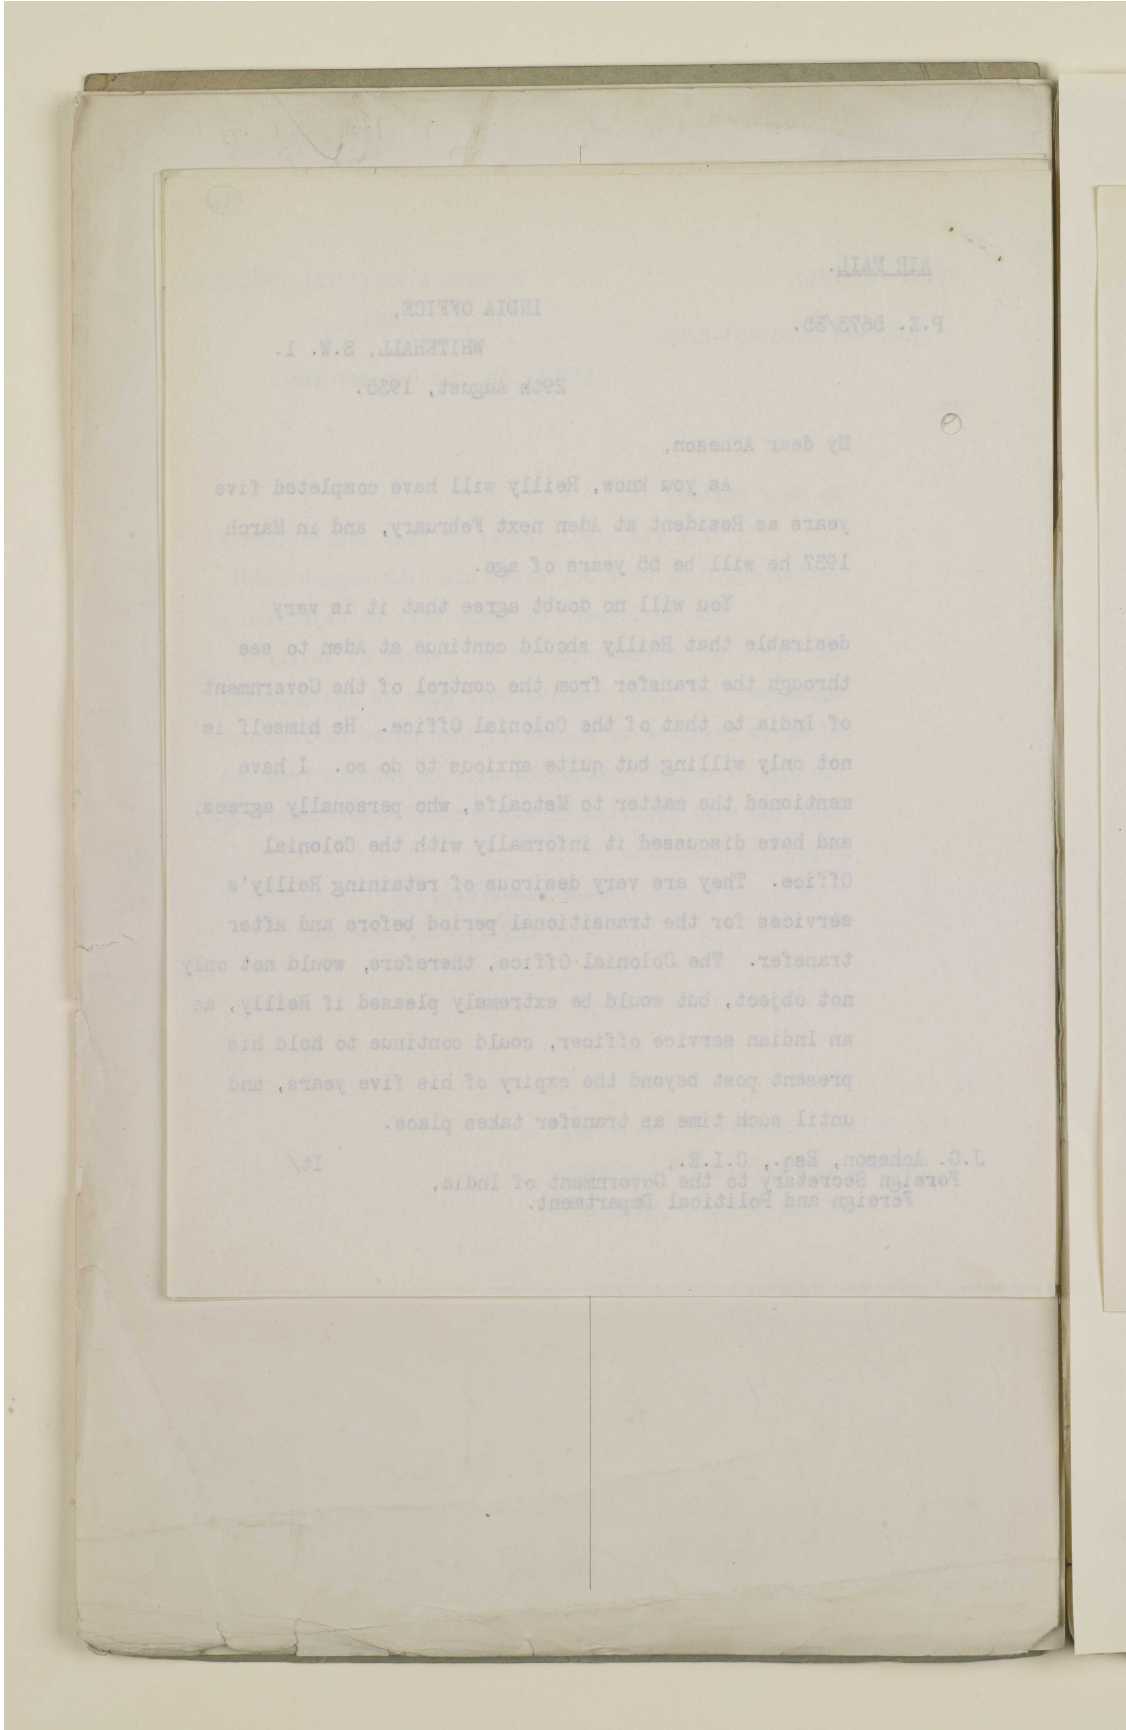 AIR MAIL.
P.Z. 5673/35.
INDIA OFFICE,
WHITEHALL, S.W. 1.
29th August, 1935.
My dear Acheson,
As you know, Reilly will have completed five
years as Resident at Aden next February, and in March
1937 he will be 55 years of age.
You will no doubt agree that it is very
desirable that Reilly should continue at Aden to see
through the transfer from the control of the Government
of India to that of the Colonial Office. He himself is
not only willing but quite anxious to do so. I have
mentioned the matter to Metcalfe, who personally agrees,
and have discussed it informally with the Colonial
Office. They are very desirous of retaining Reilly's
services for the transitional period before and after
transfer. The Colonial Office, therefore, would not only
not object, but would be extremely pleased if Reilly, as
an Indian service officer, could continue to hold his
present post beyond the expiry of his five years, and
until such time as transfer takes place.
J.G. Acheson, Esq., C.I.E.,
Foreign Secretary to the Government of India,
Foreign and Political Department.
It/